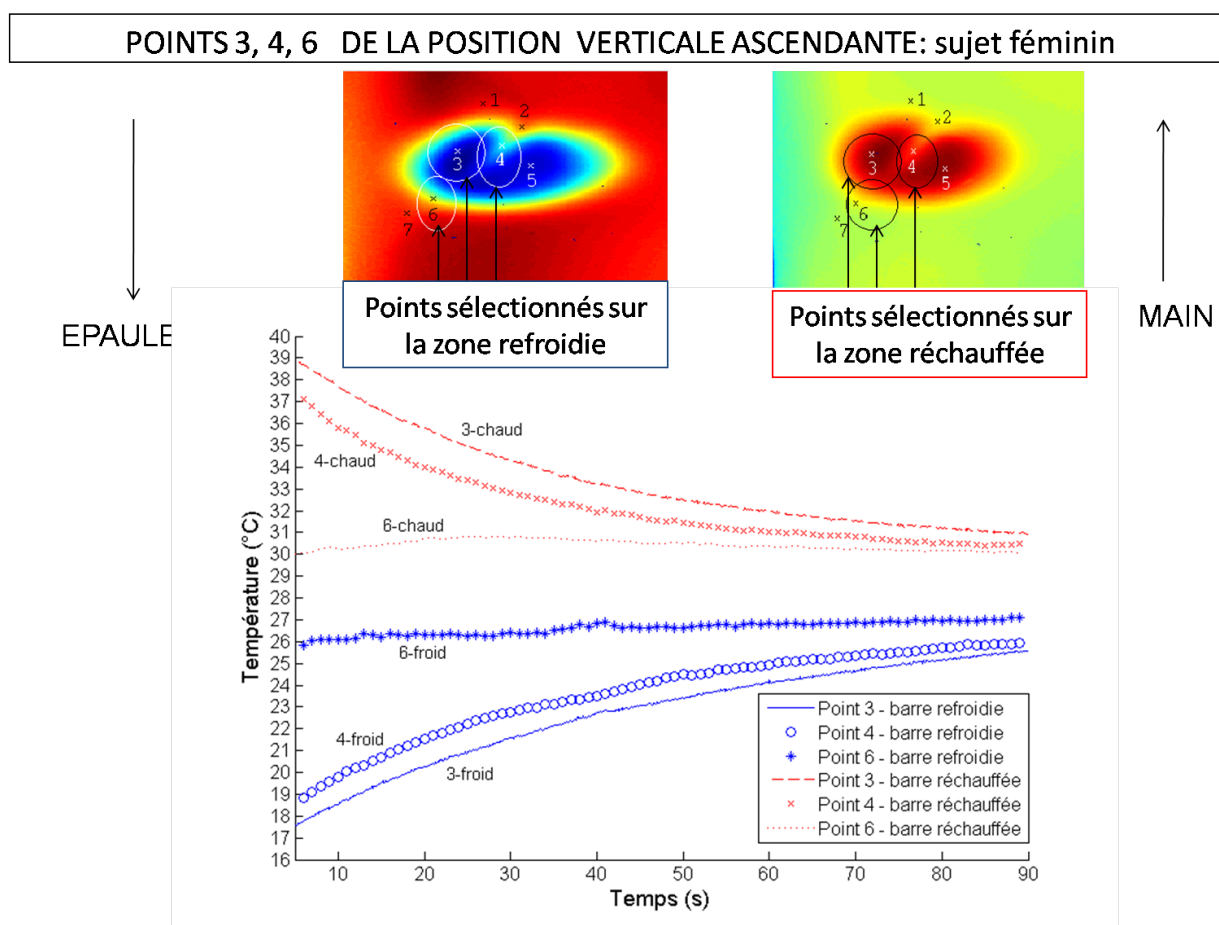 POINTS 3, 4, 6 DE LA POSITION VERTICALE ASCENDANTE: sujet féminin
1
2
3
4
5
6
7
1
2
3
4
5
6
7
EPAULE
Points sélectionnés sur
la zone refroidie
Points sélectionnés sur
la zone réchauffée
MAIN
Température (°C)
40
39
38
37
36
35
34
33
32
31
30
29
28
27
26
25
24
23
22
21
20
19
18
17
16
3-chaud
4-chaud
6-chaud
6-froid
4-froid
3-froid
Point 3 - barre refroidie
Point 4 - barre refroidie
Point 6 - barre refroidie
Point 3 - barre réchauffée
Point 4 - barre réchauffée
Point 6 - barre réchauffée
10 20 30 40 50 60 70 80 90
Temps (s)